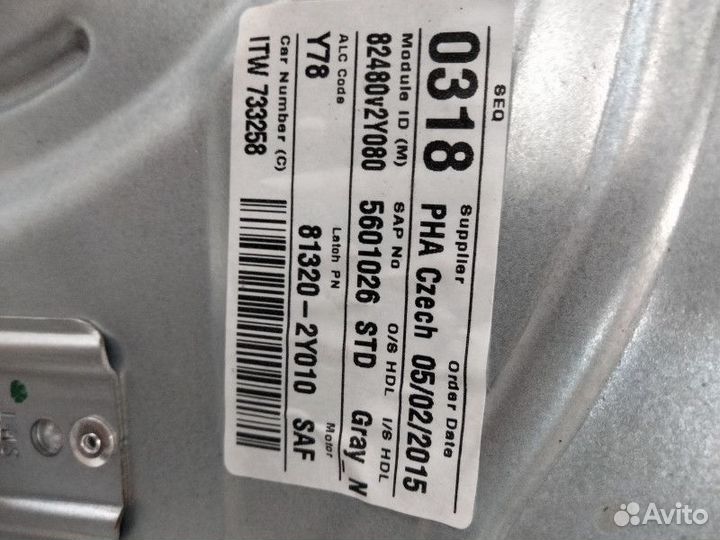 SEQ Supplier Order Date
0318 PHA Czech 05/02/2015
Module ID (M) SAP No O/S HDL I/S HDL
82480v2Y080 5601026 STD Gray_N
ALC Code Latch PN Motor
Y78 81320-2Y010 SAF
Car Number (C)
ITW 733258
Avito